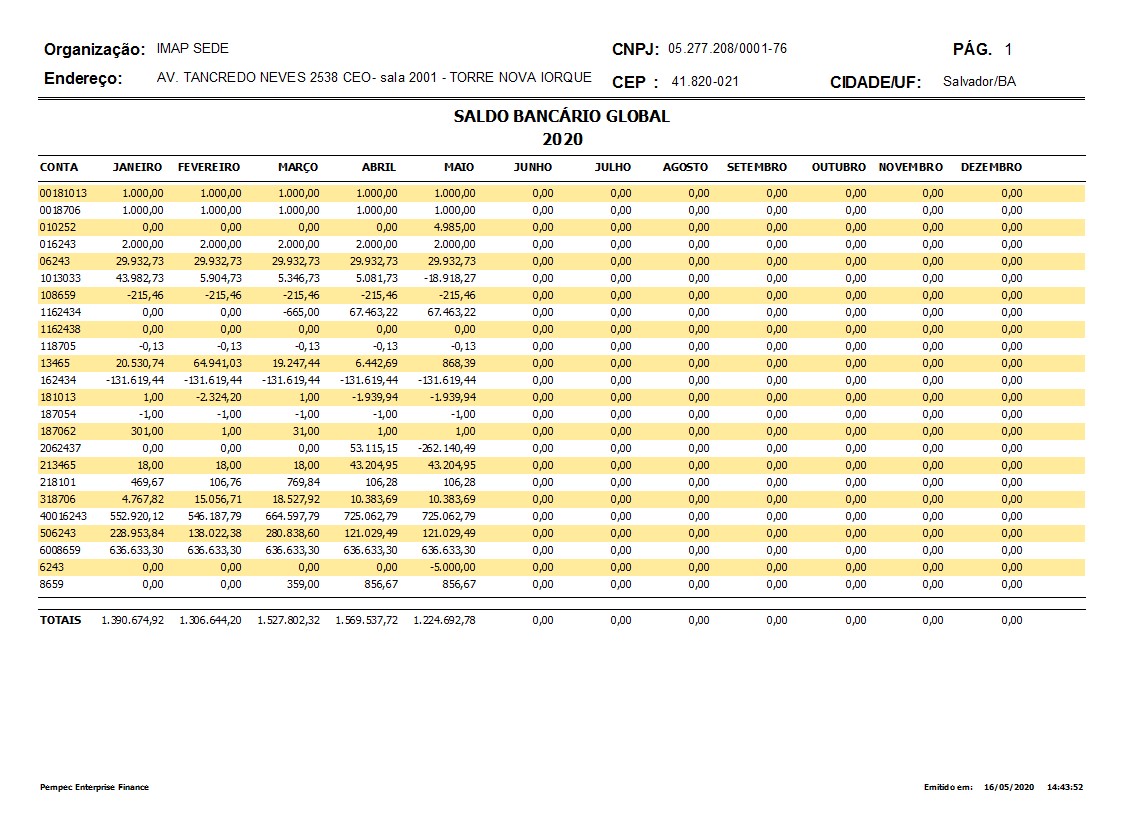 Organização: IMAP SEDE CNPJ: 05.277.208/0001-76 PÁG. 1
Endereço: AV. TANCREDO NEVES 2538 CEO- sala 2001 - TORRE NOVA IORQUE CEP : 41.820-021 CIDADE/UF: Salvador/BA
SALDO BANCÁRIO GLOBAL
2020
CONTA JANEIRO FEVEREIRO MARÇO ABRIL MAIO JUNHO JULHO AGOSTO SETEMBRO OUTUBRO NOVEMBRO DEZEMBRO
00181013 1.000,00 1.000,00 1.000,00 1.000,00 1.000,00 0,00 0,00 0,00 0,00 0,00 0,00 0,00
0018706 1.000,00 1.000,00 1.000,00 1.000,00 1.000,00 0,00 0,00 0,00 0,00 0,00 0,00 0,00
010252 0,00 0,00 0,00 0,00 4.985,00 0,00 0,00 0,00 0,00 0,00 0,00 0,00
016243 2.000,00 2.000,00 2.000,00 2.000,00 2.000,00 0,00 0,00 0,00 0,00 0,00 0,00 0,00
06243 29.932,73 29.932,73 29.932,73 29.932,73 29.932,73 0,00 0,00 0,00 0,00 0,00 0,00 0,00
1013033 43.982,73 5.904,73 5.346,73 5.081,73 -18.918,27 0,00 0,00 0,00 0,00 0,00 0,00 0,00
108659 -215,46 -215,46 -215,46 -215,46 -215,46 0,00 0,00 0,00 0,00 0,00 0,00 0,00
1162434 0,00 0,00 -665,00 67.463,22 67.463,22 0,00 0,00 0,00 0,00 0,00 0,00 0,00
1162438 0,00 0,00 0,00 0,00 0,00 0,00 0,00 0,00 0,00 0,00 0,00 0,00
118705 -0,13 -0,13 -0,13 -0,13 -0,13 0,00 0,00 0,00 0,00 0,00 0,00 0,00
13465 20.530,74 64.941,03 19.247,44 6.442,69 868,39 0,00 0,00 0,00 0,00 0,00 0,00 0,00
162434 -131.619,44 -131.619,44 -131.619,44 -131.619,44 -131.619,44 0,00 0,00 0,00 0,00 0,00 0,00 0,00
181013 1,00 -2.324,20 1,00 -1.939,94 -1.939,94 0,00 0,00 0,00 0,00 0,00 0,00 0,00
187054 -1,00 -1,00 -1,00 -1,00 -1,00 0,00 0,00 0,00 0,00 0,00 0,00 0,00
187062 301,00 1,00 31,00 1,00 1,00 0,00 0,00 0,00 0,00 0,00 0,00 0,00
2062437 0,00 0,00 0,00 53.115,15 -262.140,49 0,00 0,00 0,00 0,00 0,00 0,00 0,00
213465 18,00 18,00 18,00 43.204,95 43.204,95 0,00 0,00 0,00 0,00 0,00 0,00 0,00
218101 469,67 106,76 769,84 106,28 106,28 0,00 0,00 0,00 0,00 0,00 0,00 0,00
318706 4.767,82 15.056,71 18.527,92 10.383,69 10.383,69 0,00 0,00 0,00 0,00 0,00 0,00 0,00
40016243 552.920,12 546.187,79 664.597,79 725.062,79 725.062,79 0,00 0,00 0,00 0,00 0,00 0,00 0,00
506243 228.953,84 138.022,38 280.838,60 121.029,49 121.029,49 0,00 0,00 0,00 0,00 0,00 0,00 0,00
6008659 636.633,30 636.633,30 636.633,30 636.633,30 636.633,30 0,00 0,00 0,00 0,00 0,00 0,00 0,00
6243 0,00 0,00 0,00 0,00 -5.000,00 0,00 0,00 0,00 0,00 0,00 0,00 0,00
8659 0,00 0,00 359,00 856,67 856,67 0,00 0,00 0,00 0,00 0,00 0,00 0,00
TOTAIS 1.390.674,92 1.306.644,20 1.527.802,32 1.569.537,72 1.224.692,78 0,00 0,00 0,00 0,00 0,00 0,00 0,00
Pempec Enterprise Finance Emitido em: 16/05/2020 14:43:52